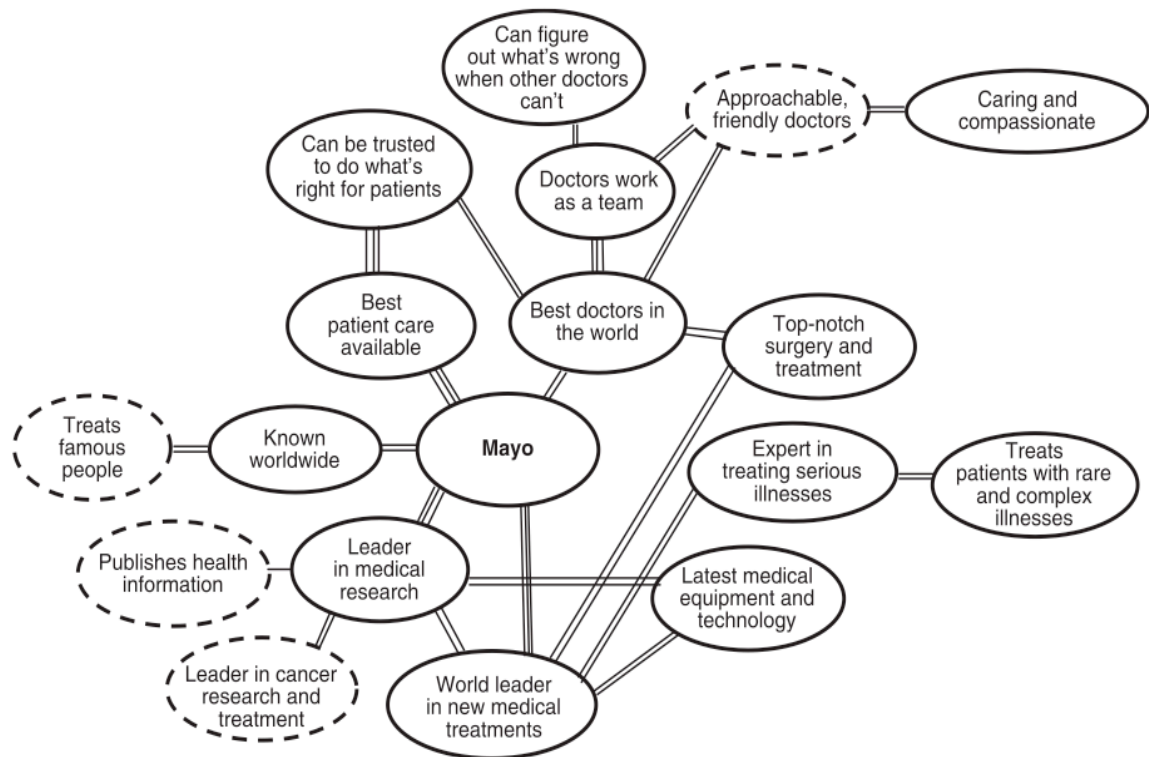 Can figure
out what's wrong
when other doctors
can't
Approachable,
friendly doctors
Caring and
compassionate
Can be trusted
to do what's
right for patients
Doctors work
as a team
Best
patient care
available
Best doctors in
the world
Top-notch
surgery and
treatment
Treats
famous
people
Known
worldwide
Mayo
Expert in
treating serious
illnesses
Treats
patients with rare
and complex
illnesses
Publishes health
information
Leader
in medical
research
Latest medical
equipment and
technology
Leader in cancer
research and
treatment
World leader
in new medical
treatments